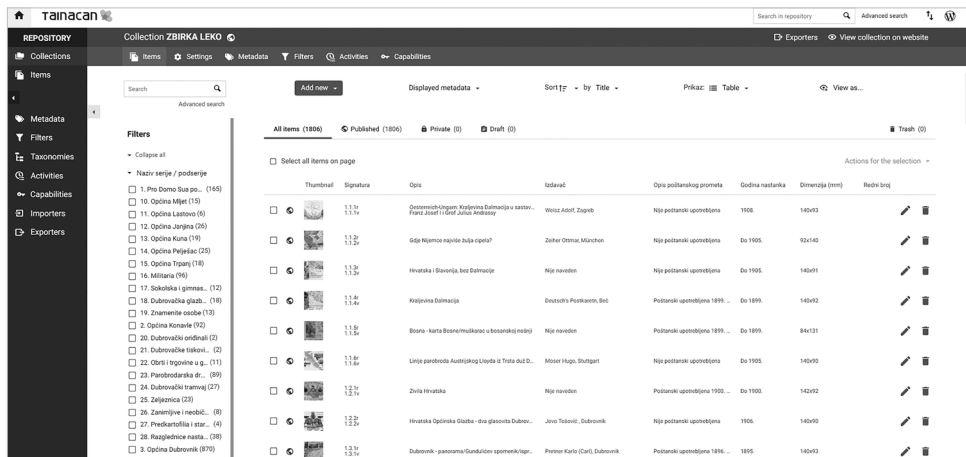 TAINACAN
Search in repository
Advanced search
REPOSITORY
Collections
Items
Metadata
Filters
Taxonomies
Activities
Capabilities
Importers
Exporters
Collection ZBIRKA LEKO
Exporters
View collection on website
Items
Settings
Metadata
Filters
Activities
Capabilities
Search
Advanced search
Add new
Displayed metadata
Sort by Title
Prikaz: Table
View as...
Filters
Collapse all
Naziv serije / podserije
1. Pro Domo Sua po... (165)
10. Općina Mljet (15)
11. Općina Lastovo (6)
12. Općina Janjina (26)
13. Općina Kuna (19)
14. Općina Pelješac (25)
15. Općina Trpanj (18)
16. Militaria (96)
17. Sokolska i gimnas... (12)
18. Dubrovačka glazb... (18)
19. Znamenite osobe (13)
2. Općina Konavle (92)
20. Dubrovački oriđinali (2)
21. Dubrovačke tiskovi... (2)
22. Obrti i trgovine u g... (11)
23. Parobrodarska dr... (89)
24. Dubrovački tramvaj (27)
25. Željeznica (23)
26. Zanimljive i neobič... (8)
27. Predkartofilia i star... (4)
28. Razglednice nasta... (38)
3. Općina Dubrovnik (870)
All items (1806)
Published (1806)
Private (0)
Draft (0)
Trash (0)
Select all items on page
Actions for the selection
Thumbnail Signatura Opis Izdavač Opis poštanskog prometa Godina nastanka Dimenzija (mm) Redni broj
1.1.1r
1.1.1v
Oesterreich-Ungarn: Kraljevina Dalmacija u sastav...
Franz Josef I i Grof Julius Andrassy
Weisz Adolf, Zagreb Nije poštanski upotrebljena 1908. 140x93
1.1.2r
1.1.2v
Gdje Nijemce najviše žulja cipela? Zeiher Ottmar, München Nije poštanski upotrebljena Do 1905. 92x140
1.1.3r
1.1.3v
Hrvatska i Slavonija, bez Dalmacije Nije naveden Nije poštanski upotrebljena Do 1905. 140x91
1.1.4r
1.1.4v
Kraljevina Dalmacija Deutsch's Postkartenn, Beč Poštanski upotrebljena 1899. ... Do 1899. 140x92
1.1.5r
1.1.5v
Bosna - karta Bosne/muškarac u bosanskoj nošnji Nije naveden Poštanski upotrebljena 1899. ... Do 1899. 84x131
1.1.6r
1.1.6v
Linije parobroda Austrijskog Lloyda iz Trsta duž D... Moser Hugo, Stuttgart Nije poštanski upotrebljena Do 1905. 140x90
1.2.1r
1.2.1v
Živila Hrvatska Nije naveden Poštanski upotrebljena 1900. ... Do 1900. 142x92
1.2.2r
1.2.2v
Hrvatska Općinska Glazba - dva glasovita Dubrov... Jovo Tošović , Dubrovnik Nije poštanski upotrebljena 1906. 140x90
1.3.1r
1.3.1v
Dubrovnik - panorama/Gundulićev spomenik/ispr... Preiner Karlo (Carl), Dubrovnik Poštanski upotrebljena 1896. ... 1895. 140x93